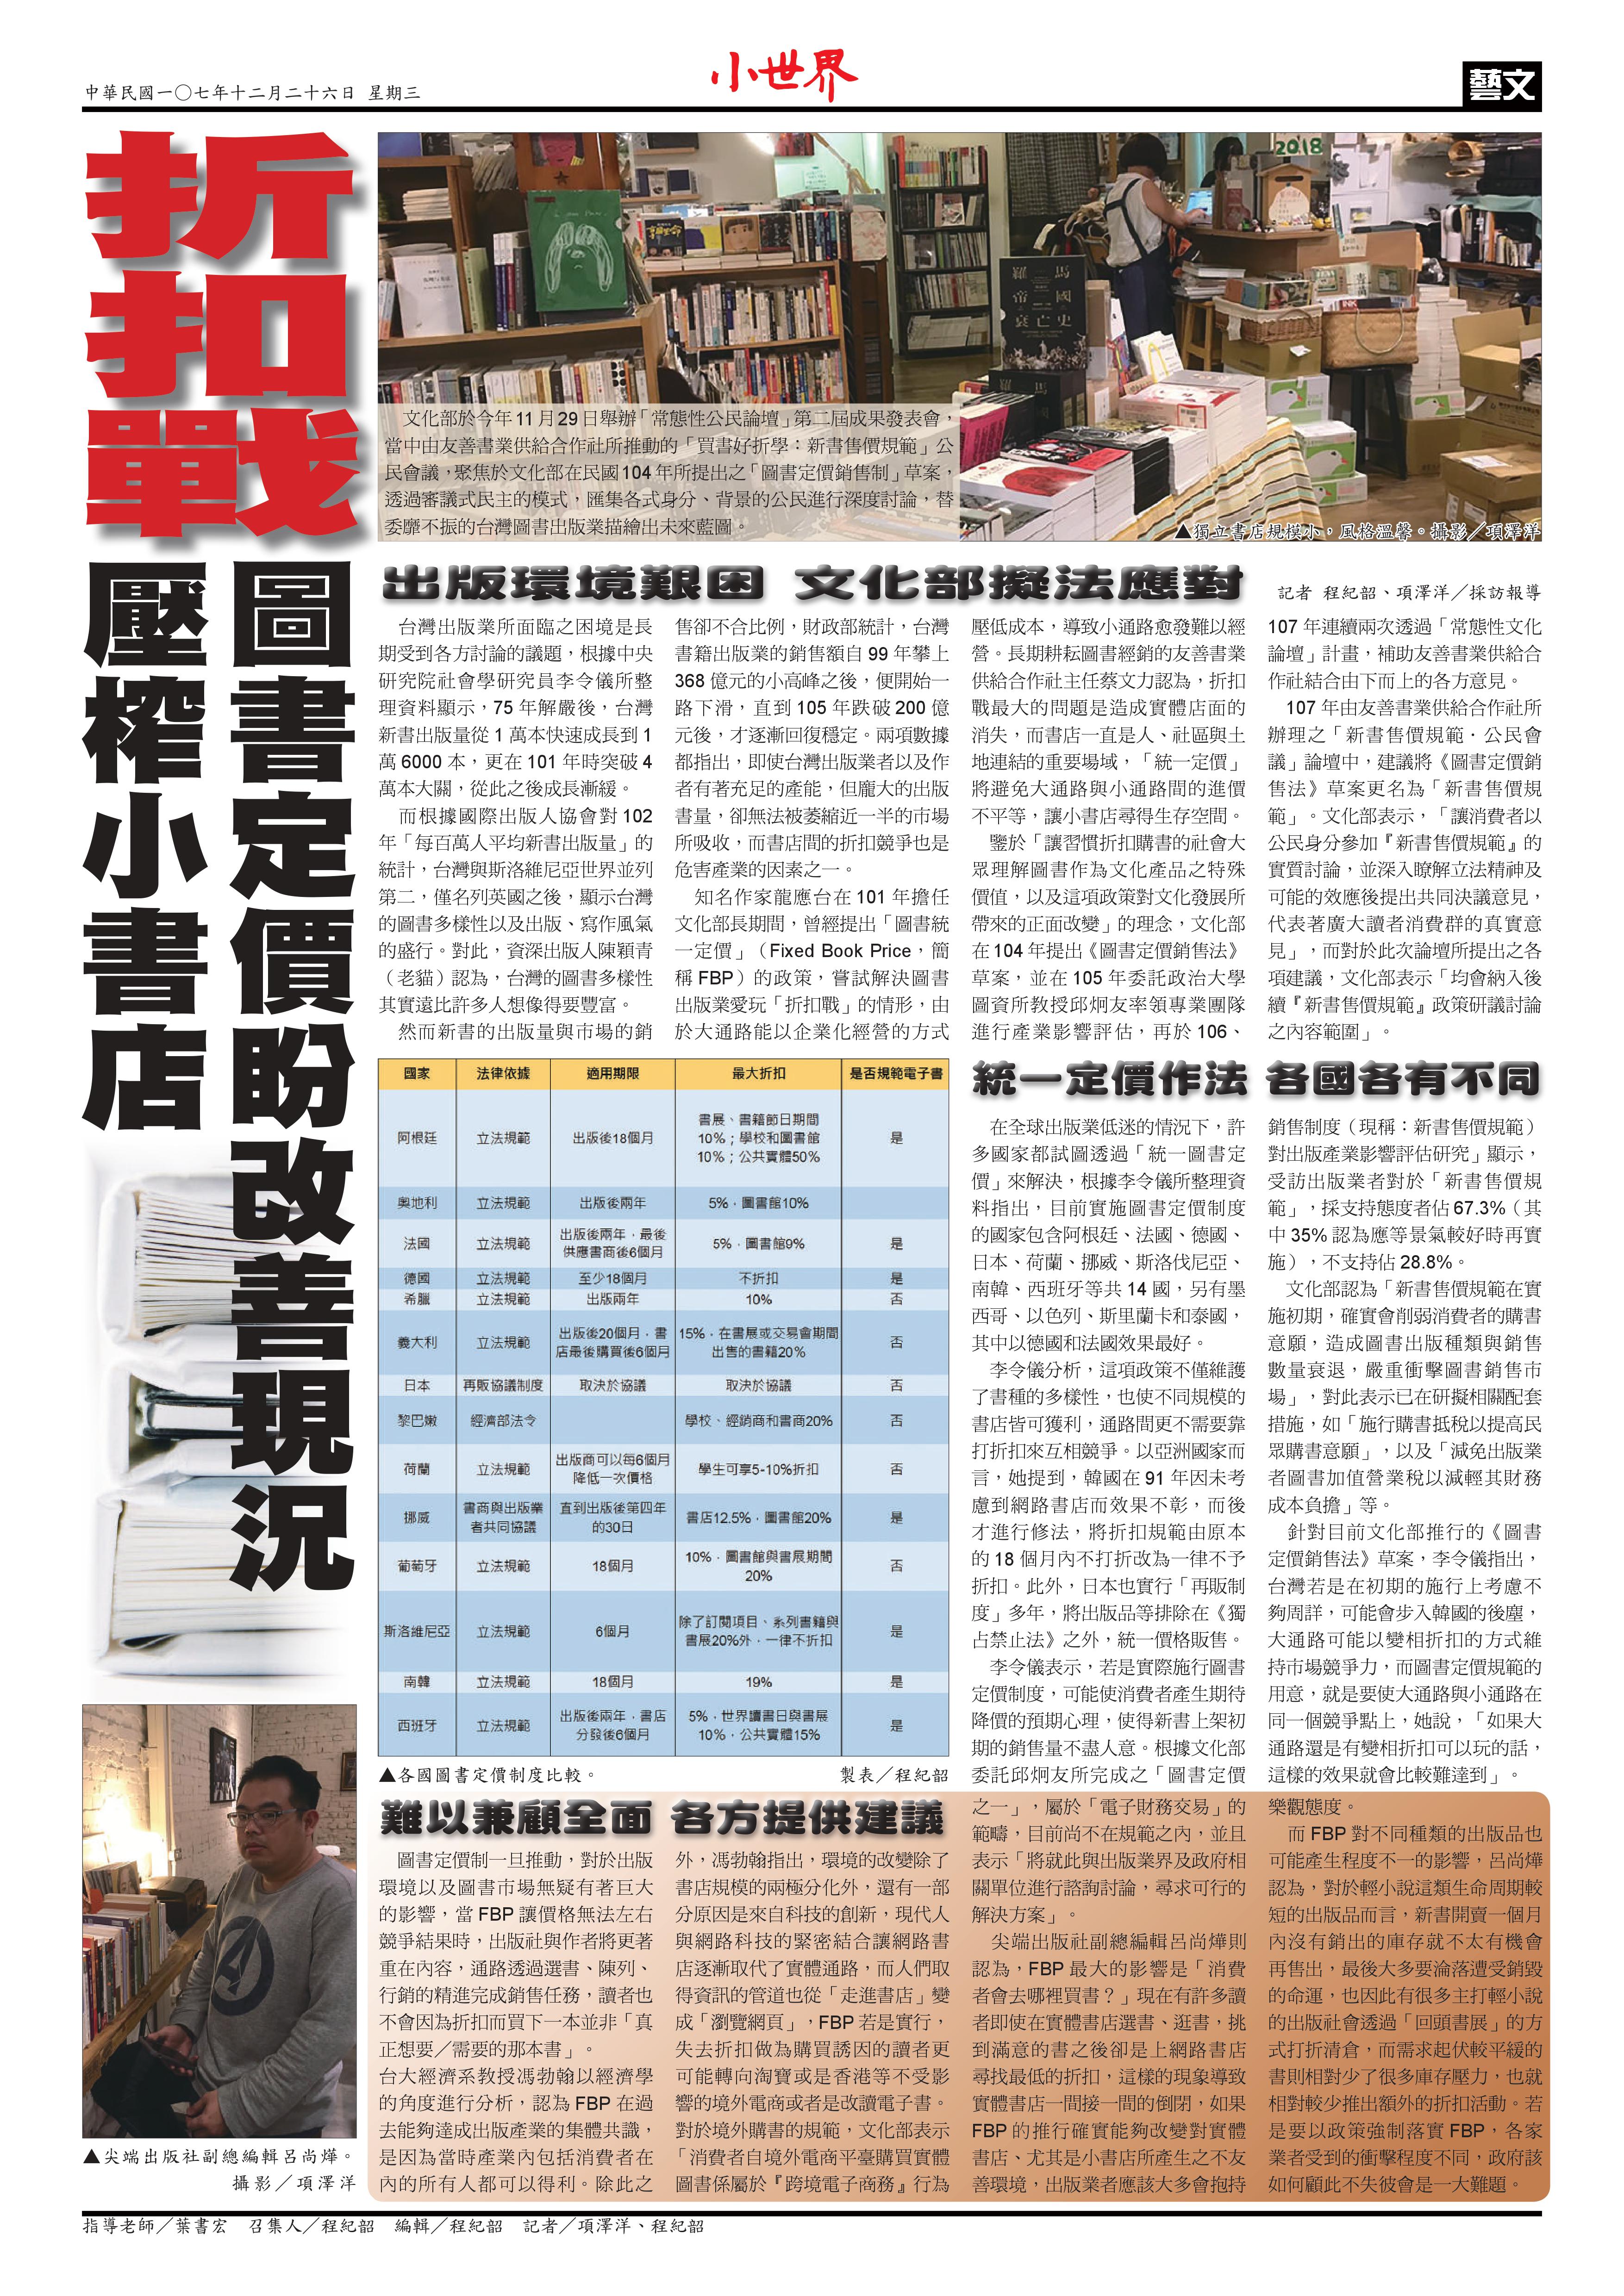 中華民國一〇七年十二月二十六日 星期三
小世界
藝文
折扣戰
圖書定價盼改善現況
壓榨小書店
2018
帝國
衰亡史
INK
文化部於今年 11 月 29 日舉辦「常態性公民論壇」第二屆成果發表會，
當中由友善書業供給合作社所推動的「買書好折學：新書售價規範」公
民會議，聚焦於文化部在民國 104 年所提出之「圖書定價銷售制」草案，
透過審議式民主的模式，匯集各式身分、背景的公民進行深度討論，替
委靡不振的台灣圖書出版業描繪出未來藍圖。
▲獨立書店規模小，風格溫馨。攝影／項澤洋
出版環境艱困 文化部擬法應對
記者 程紀韶、項澤洋／採訪報導
台灣出版業所面臨之困境是長
期受到各方討論的議題，根據中央
研究院社會學研究員李令儀所整
理資料顯示，75 年解嚴後，台灣
新書出版量從 1 萬本快速成長到 1
萬 6000 本，更在 101 年時突破 4
萬本大關，從此之後成長漸緩。
而根據國際出版人協會對 102
年「每百萬人平均新書出版量」的
統計，台灣與斯洛維尼亞世界並列
第二，僅名列英國之後，顯示台灣
的圖書多樣性以及出版、寫作風氣
的盛行。對此，資深出版人陳穎青
（老貓）認為，台灣的圖書多樣性
其實遠比許多人想像得要豐富。
然而新書的出版量與市場的銷
售卻不合比例，財政部統計，台灣
書籍出版業的銷售額自 99 年攀上
368 億元的小高峰之後，便開始一
路下滑，直到 105 年跌破 200 億
元後，才逐漸回復穩定。兩項數據
都指出，即使台灣出版業者以及作
者有著充足的產能，但龐大的出版
書量，卻無法被萎縮近一半的市場
所吸收，而書店間的折扣競爭也是
危害產業的因素之一。
知名作家龍應台在 101 年擔任
文化部長期間，曾經提出「圖書統
一定價」（Fixed Book Price，簡
稱 FBP）的政策，嘗試解決圖書
出版業愛玩「折扣戰」的情形，由
於大通路能以企業化經營的方式
壓低成本，導致小通路愈發難以經
營。長期耕耘圖書經銷的友善書業
供給合作社主任蔡文力認為，折扣
戰最大的問題是造成實體店面的
消失，而書店一直是人、社區與土
地連結的重要場域，「統一定價」
將避免大通路與小通路間的進價
不平等，讓小書店尋得生存空間。
鑒於「讓習慣折扣購書的社會大
眾理解圖書作為文化產品之特殊
價值，以及這項政策對文化發展所
帶來的正面改變」的理念，文化部
在 104 年提出《圖書定價銷售法》
草案，並在 105 年委託政治大學
圖資所教授邱炯友率領專業團隊
進行產業影響評估，再於 106、
107 年連續兩次透過「常態性文化
論壇」計畫，補助友善書業供給合
作社結合由下而上的各方意見。
107 年由友善書業供給合作社所
辦理之「新書售價規範．公民會
議」論壇中，建議將《圖書定價銷
售法》草案更名為「新書售價規
範」。文化部表示，「讓消費者以
公民身分參加『新書售價規範』的
實質討論，並深入瞭解立法精神及
可能的效應後提出共同決議意見，
代表著廣大讀者消費群的真實意
見」，而對於此次論壇所提出之各
項建議，文化部表示「均會納入後
續『新書售價規範』政策研議討論
之內容範圍」。
國家 法律依據 適用期限 最大折扣 是否規範電子書
阿根廷 立法規範 出版後18個月 書展、書籍節日期間10%；學校和圖書館10%；公共實體50% 是
奧地利 立法規範 出版後兩年 5%，圖書館10%
法國 立法規範 出版後兩年，最後供應書商後6個月 5%，圖書館9% 是
德國 立法規範 至少18個月 不折扣 是
希臘 立法規範 出版兩年 10% 否
義大利 立法規範 出版後20個月，書店最後購買後6個月 15%，在書展或交易會期間出售的書籍20% 否
日本 再販協議制度 取決於協議 取決於協議 否
黎巴嫩 經濟部法令 學校、經銷商和書商20% 否
荷蘭 立法規範 出版商可以每6個月降低一次價格 學生可享5-10%折扣 否
挪威 書商與出版業者共同協議 直到出版後第四年的30日 書店12.5%，圖書館20% 是
葡萄牙 立法規範 18個月 10%，圖書館與書展期間20% 否
斯洛維尼亞 立法規範 6個月 除了訂閱項目、系列書籍與書展20%外，一律不折扣 是
南韓 立法規範 18個月 19% 是
西班牙 立法規範 出版後兩年，書店分發後6個月 5%，世界讀書日與書展10%，公共實體15% 是
▲各國圖書定價制度比較。 製表／程紀韶
統一定價作法 各國各有不同
在全球出版業低迷的情況下，許
多國家都試圖透過「統一圖書定
價」來解決，根據李令儀所整理資
料指出，目前實施圖書定價制度
的國家包含阿根廷、法國、德國、
日本、荷蘭、挪威、斯洛伐尼亞、
南韓、西班牙等共 14 國，另有墨
西哥、以色列、斯里蘭卡和泰國，
其中以德國和法國效果最好。
李令儀分析，這項政策不僅維護
了書種的多樣性，也使不同規模的
書店皆可獲利，通路間更不需要靠
打折扣來互相競爭。以亞洲國家而
言，她提到，韓國在 91 年因未考
慮到網路書店而效果不彰，而後
才進行修法，將折扣規範由原本
的 18 個月內不打折改為一律不予
折扣。此外，日本也實行「再販制
度」多年，將出版品等排除在《獨
占禁止法》之外，統一價格販售。
李令儀表示，若是實際施行圖書
定價制度，可能使消費者產生期待
降價的預期心理，使得新書上架初
期的銷售量不盡人意。根據文化部
委託邱炯友所完成之「圖書定價
銷售制度（現稱：新書售價規範）
對出版產業影響評估研究」顯示，
受訪出版業者對於「新書售價規
範」，採支持態度者佔 67.3%（其
中 35% 認為應等景氣較好時再實
施），不支持佔 28.8%。
文化部認為「新書售價規範在實
施初期，確實會削弱消費者的購書
意願，造成圖書出版種類與銷售
數量衰退，嚴重衝擊圖書銷售市
場」，對此表示已在研擬相關配套
措施，如「施行購書抵稅以提高民
眾購書意願」，以及「減免出版業
者圖書加值營業稅以減輕其財務
成本負擔」等。
針對目前文化部推行的《圖書
定價銷售法》草案，李令儀指出，
台灣若是在初期的施行上考慮不
夠周詳，可能會步入韓國的後塵，
大通路可能以變相折扣的方式維
持市場競爭力，而圖書定價規範的
用意，就是要使大通路與小通路在
同一個競爭點上，她說，「如果大
通路還是有變相折扣可以玩的話，
這樣的效果就會比較難達到」。
難以兼顧全面 各方提供建議
圖書定價制一旦推動，對於出版
環境以及圖書市場無疑有著巨大
的影響，當 FBP 讓價格無法左右
競爭結果時，出版社與作者將更著
重在內容，通路透過選書、陳列、
行銷的精進完成銷售任務，讀者也
不會因為折扣而買下一本並非「真
正想要／需要的那本書」。
台大經濟系教授馮勃翰以經濟學
的角度進行分析，認為 FBP 在過
去能夠達成出版產業的集體共識，
是因為當時產業內包括消費者在
內的所有人都可以得利。除此之
外，馮勃翰指出，環境的改變除了
書店規模的兩極分化外，還有一部
分原因是來自科技的創新，現代人
與網路科技的緊密結合讓網路書
店逐漸取代了實體通路，而人們取
得資訊的管道也從「走進書店」變
成「瀏覽網頁」，FBP 若是實行，
失去折扣做為購買誘因的讀者更
可能轉向淘寶或是香港等不受影
響的境外電商或者是改讀電子書。
對於境外購書的規範，文化部表示
「消費者自境外電商平臺購買實體
圖書係屬於『跨境電子商務』行為
之一」，屬於「電子財務交易」的
範疇，目前尚不在規範之內，並且
表示「將就此與出版業界及政府相
關單位進行諮詢討論，尋求可行的
解決方案」。
尖端出版社副總編輯呂尚燁則
認為，FBP 最大的影響是「消費
者會去哪裡買書？」現在有許多讀
者即使在實體書店選書、逛書，挑
到滿意的書之後卻是上網路書店
尋找最低的折扣，這樣的現象導致
實體書店一間接一間的倒閉，如果
FBP 的推行確實能夠改變對實體
書店、尤其是小書店所產生之不友
善環境，出版業者應該大多會抱持
樂觀態度。
而 FBP 對不同種類的出版品也
可能產生程度不一的影響，呂尚燁
認為，對於輕小說這類生命周期較
短的出版品而言，新書開賣一個月
內沒有銷出的庫存就不太有機會
再售出，最後大多要淪落遭受銷毀
的命運，也因此有很多主打輕小說
的出版社會透過「回頭書展」的方
式打折清倉，而需求起伏較平緩的
書則相對少了很多庫存壓力，也就
相對較少推出額外的折扣活動。若
是要以政策強制落實 FBP，各家
業者受到的衝擊程度不同，政府該
如何顧此不失彼會是一大難題。
▲尖端出版社副總編輯呂尚燁。
攝影／項澤洋
指導老師／葉書宏 召集人／程紀韶 編輯／程紀韶 記者／項澤洋、程紀韶